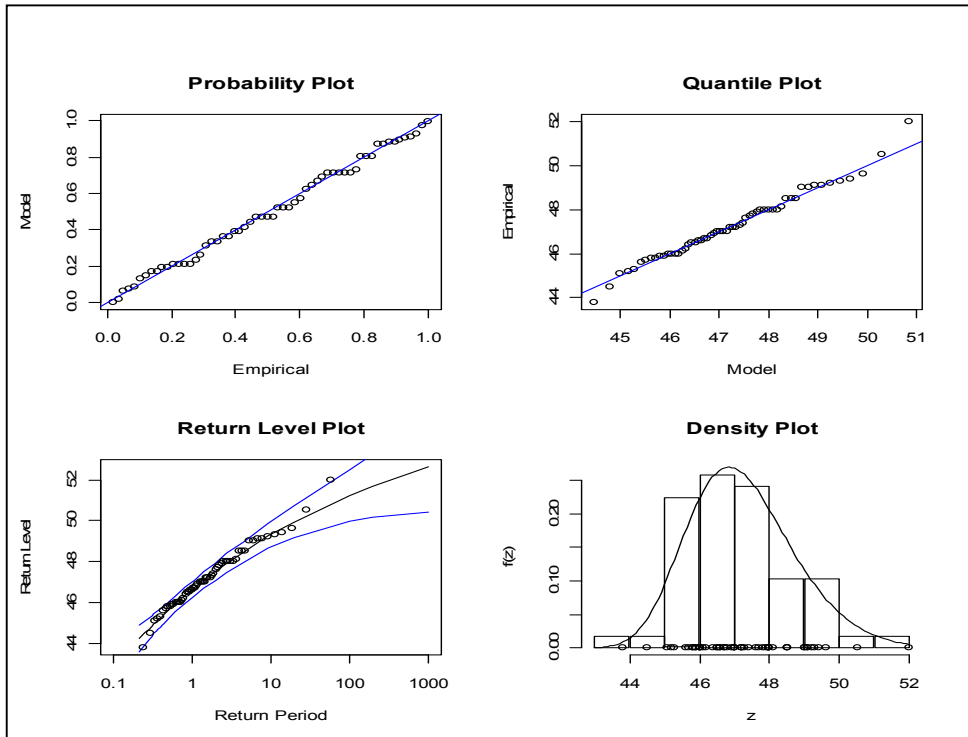 Probability Plot
Model
0.0 0.2 0.4 0.6 0.8 1.0
0.0 0.2 0.4 0.6 0.8 1.0
Empirical
Quantile Plot
Empirical
44 46 48 50 52
45 46 47 48 49 50 51
Model
Return Level Plot
Return Level
44 46 48 50 52
0.1 1 10 100 1000
Return Period
Density Plot
f(z)
0.00 0.10 0.20
44 46 48 50 52
z